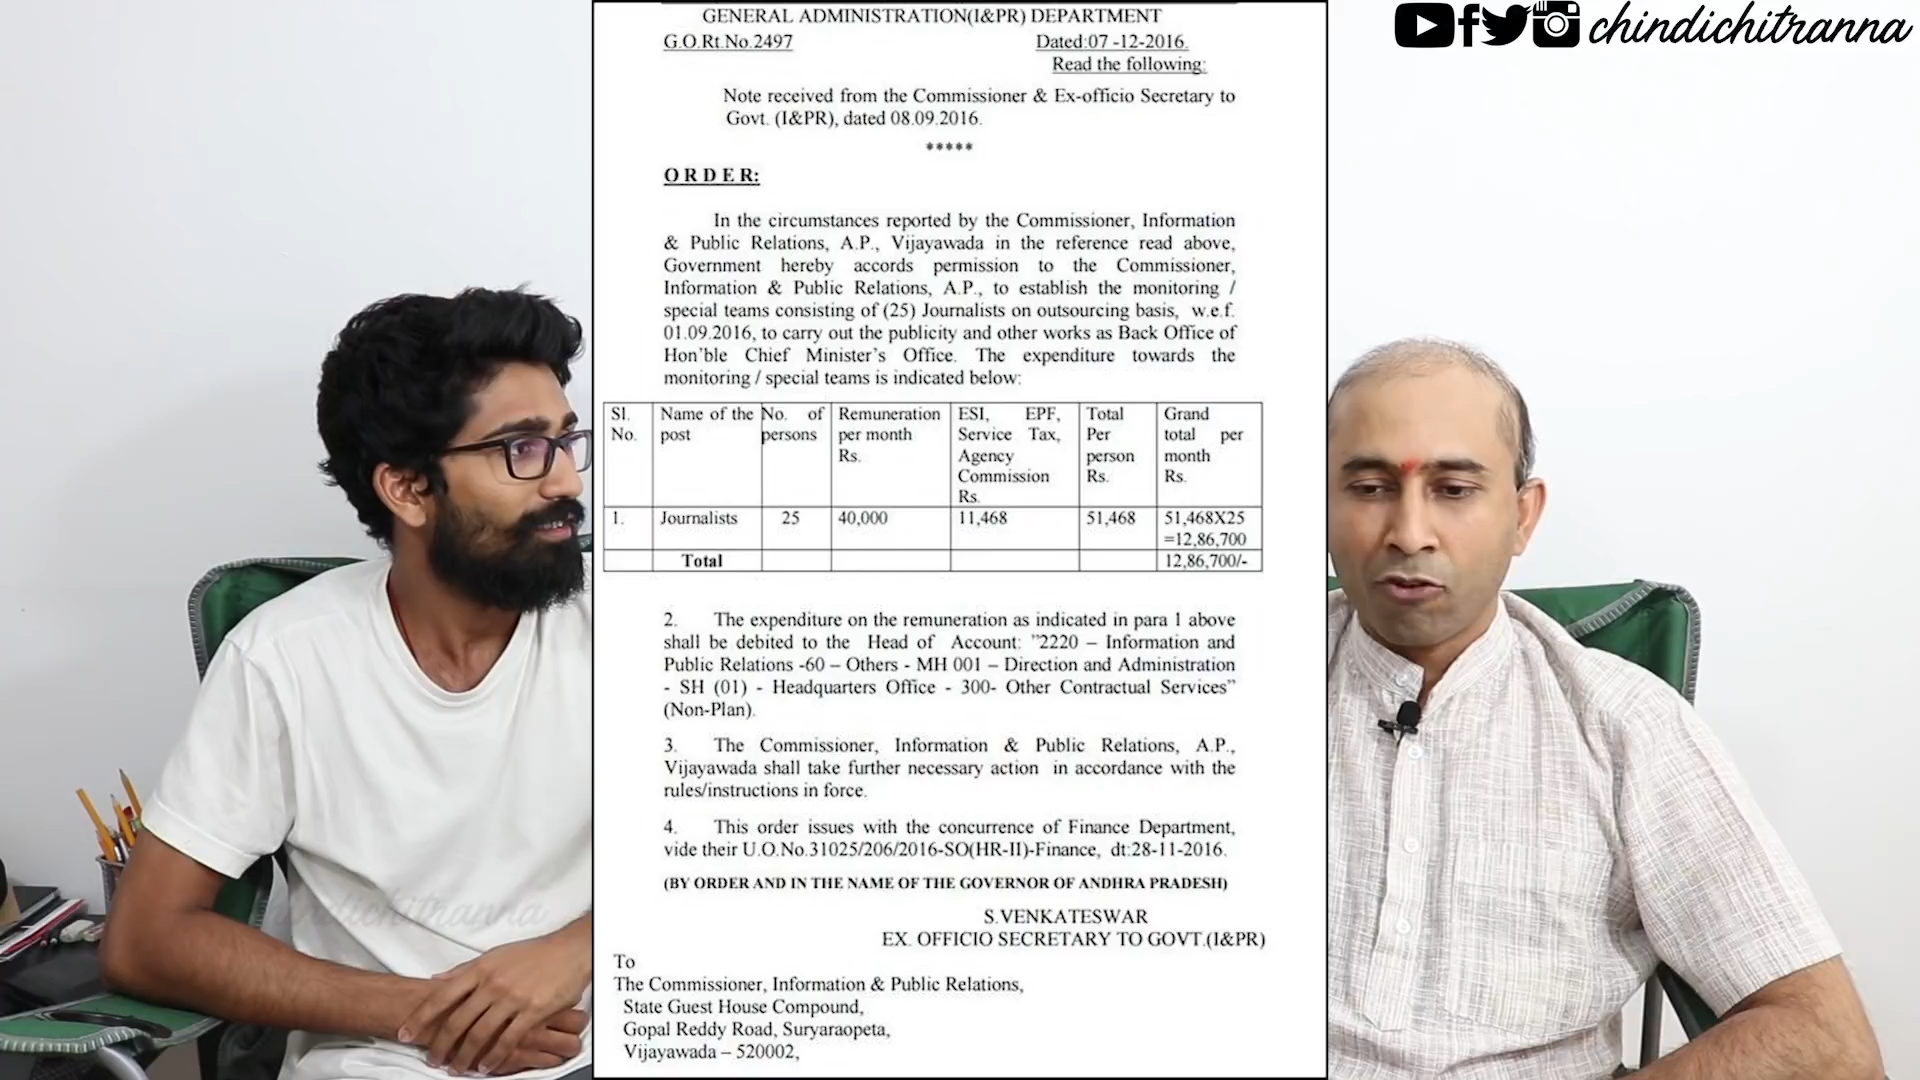 chindichitranna
GENERAL ADMINISTRATION(I&PR) DEPARTMENT
G.O.Rt.No.2497 Dated:07 -12-2016.
Read the following:
Note received from the Commissioner & Ex-officio Secretary to
Govt. (I&PR), dated 08.09.2016.
*****
O R D E R:
In the circumstances reported by the Commissioner, Information
& Public Relations, A.P., Vijayawada in the reference read above,
Government hereby accords permission to the Commissioner,
Information & Public Relations, A.P., to establish the monitoring /
special teams consisting of (25) Journalists on outsourcing basis, w.e.f.
01.09.2016, to carry out the publicity and other works as Back Office of
Hon'ble Chief Minister's Office. The expenditure towards the
monitoring / special teams is indicated below:
Sl. No. Name of the post No. of persons Remuneration per month Rs. ESI, EPF, Service Tax, Agency Commission Rs. Total Per person Rs. Grand total per month Rs.
1. Journalists 25 40,000 11,468 51,468 51,468X25
=12,86,700
Total 12,86,700/-
2. The expenditure on the remuneration as indicated in para 1 above
shall be debited to the Head of Account: "2220 – Information and
Public Relations -60 – Others - MH 001 – Direction and Administration
- SH (01) - Headquarters Office - 300- Other Contractual Services"
(Non-Plan).
3. The Commissioner, Information & Public Relations, A.P.,
Vijayawada shall take further necessary action in accordance with the
rules/instructions in force.
4. This order issues with the concurrence of Finance Department,
vide their U.O.No.31025/206/2016-SO(HR-II)-Finance, dt:28-11-2016.
(BY ORDER AND IN THE NAME OF THE GOVERNOR OF ANDHRA PRADESH)
S.VENKATESWAR
EX. OFFICIO SECRETARY TO GOVT.(I&PR)
To
The Commissioner, Information & Public Relations,
State Guest House Compound,
Gopal Reddy Road, Suryaraopeta,
Vijayawada – 520002,
chindichitranna